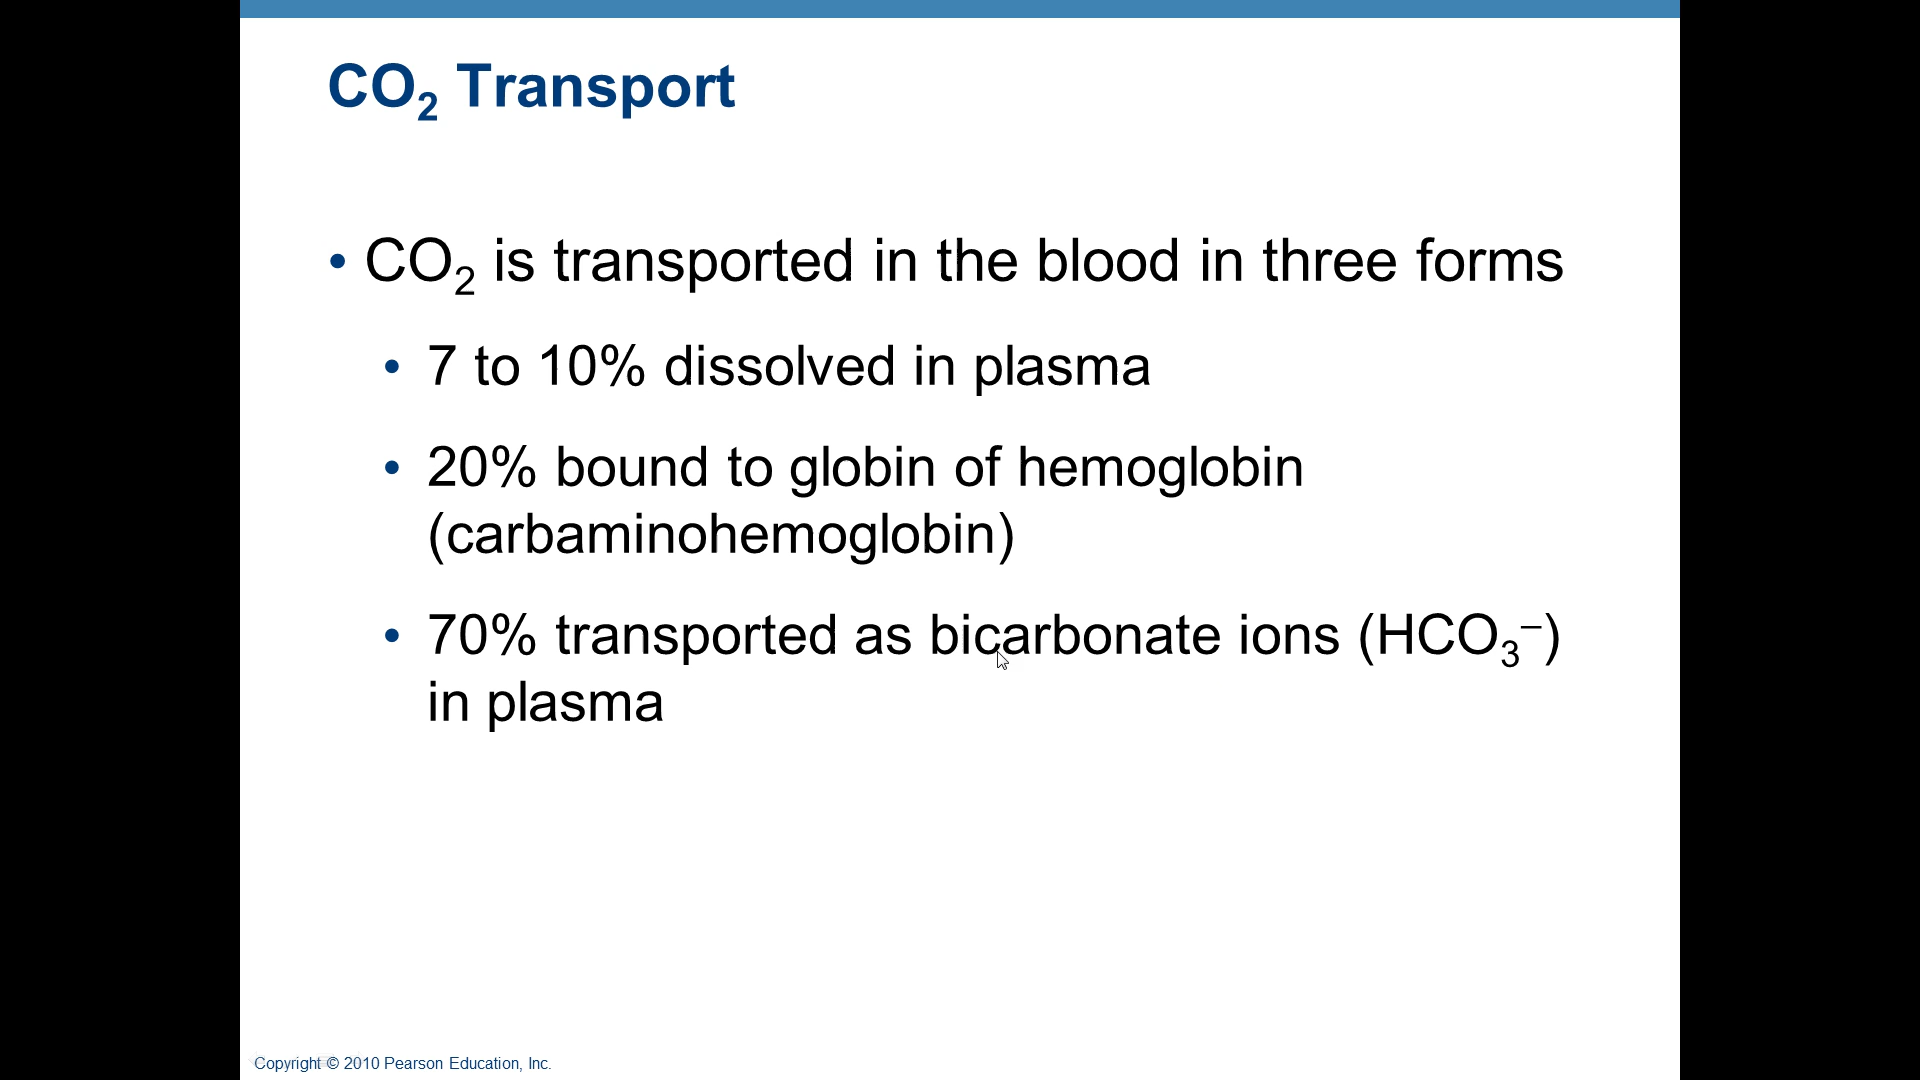 CO₂ Transport
• CO₂ is transported in the blood in three forms
• 7 to 10% dissolved in plasma
• 20% bound to globin of hemoglobin
(carbaminohemoglobin)
• 70% transported as bicarbonate ions (HCO₃⁻)
in plasma
Copyright © 2010 Pearson Education, Inc.